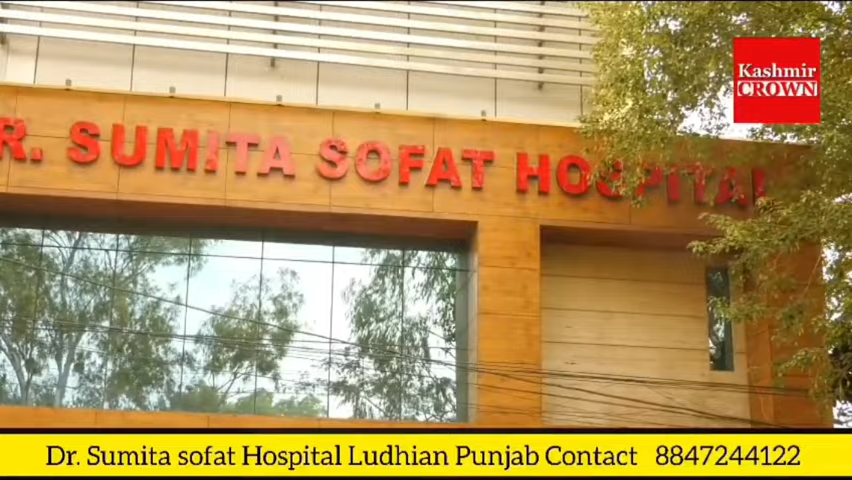 Kashmir
CROWN
R. SUMITA SOFAT HOSPITAL
Dr. Sumita sofat Hospital Ludhian Punjab Contact 8847244122